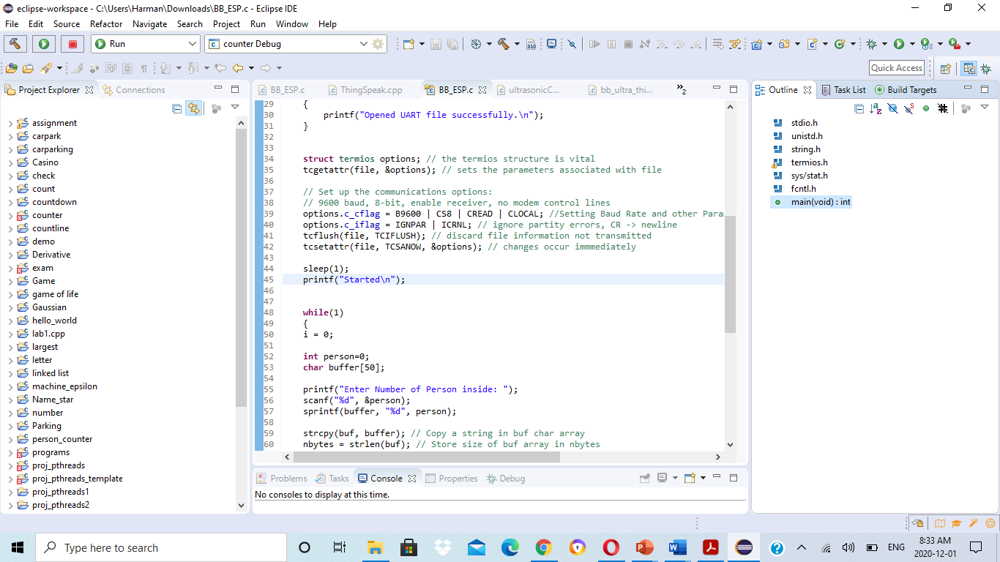 eclipse-workspace - C:\Users\Harman\Downloads\BB_ESP.c - Eclipse IDE
File Edit Source Refactor Navigate Search Project Run Window Help
Run
counter Debug
Quick Access
Project Explorer
Connections
assignment
carpark
carparking
Casino
check
count
countdown
counter
countline
demo
Derivative
exam
Game
game of life
Gaussian
hello_world
lab1.cpp
largest
letter
linked list
machine_epsilon
Name_star
number
Parking
person_counter
programs
proj_pthreads
proj_pthreads_template
proj_pthreads1
proj_pthreads2
BB_ESP.c ThingSpeak.cpp BB_ESP.c ultrasonicC... bb_ultra_thi... »2
29 {
30 printf("Opened UART file successfully.\n");
31 }
32
33
34 struct termios options; // the termios structure is vital
35 tcgetattr(file, &options); // sets the parameters associated with file
36
37 // Set up the communications options:
38 // 9600 baud, 8-bit, enable receiver, no modem control lines
39 options.c_cflag = B9600 | CS8 | CREAD | CLOCAL; //Setting Baud Rate and other Para
40 options.c_iflag = IGNPAR | ICRNL; // ignore partity errors, CR -> newline
41 tcflush(file, TCIFLUSH); // discard file information not transmitted
42 tcsetattr(file, TCSANOW, &options); // changes occur immmediately
43
44 sleep(1);
45 printf("Started\n");
46
47
48 while(1)
49 {
50 i = 0;
51
52 int person=0;
53 char buffer[50];
54
55 printf("Enter Number of Person inside: ");
56 scanf("%d", &person);
57 sprintf(buffer, "%d", person);
58
59 strcpy(buf, buffer); // Copy a string in buf char array
60 nbytes = strlen(buf); // Store size of buf array in nbytes
Problems Tasks Console Properties Debug
No consoles to display at this time.
Outline Task List Build Targets
stdio.h
unistd.h
string.h
termios.h
sys/stat.h
fcntl.h
main(void) : int
Type here to search
ENG
8:33 AM
2020-12-01